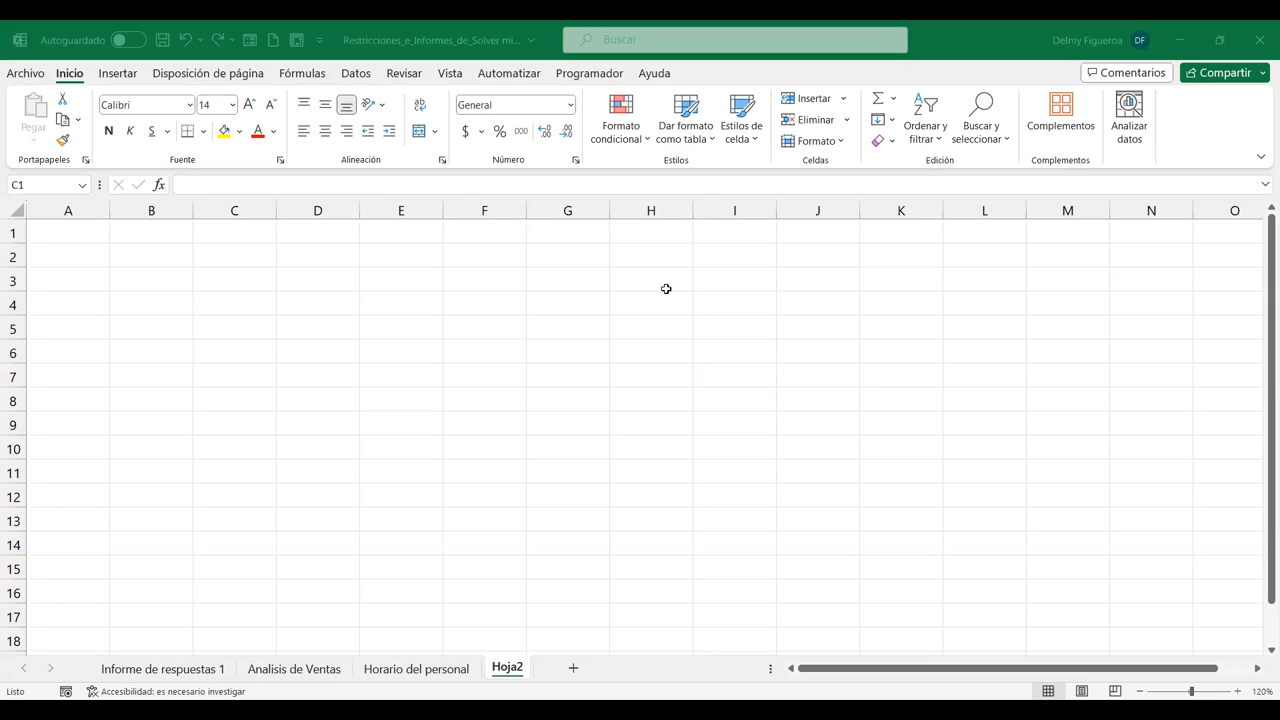 Autoguardado
Restricciones_e_Informes_de_Solver mi...
Buscar
Delmy Figueroa
DF
Archivo Inicio Insertar Disposición de página Fórmulas Datos Revisar Vista Automatizar Programador Ayuda
Comentarios
Compartir
Pegar
Portapapeles
Calibri
14
N K S
A
Fuente
ab
Alineación
General
$ % 000
Número
Formato condicional
Dar formato como tabla
Estilos de celda
Estilos
Insertar
Eliminar
Formato
Celdas
Ordenar y filtrar
Buscar y seleccionar
Edición
Complementos
Complementos
Analizar datos
C1
fx
A B C D E F G H I J K L M N O
1
2
3
4
5
6
7
8
9
10
11
12
13
14
15
16
17
18
Informe de respuestas 1
Analisis de Ventas
Horario del personal
Hoja2
Listo
Accesibilidad: es necesario investigar
120%